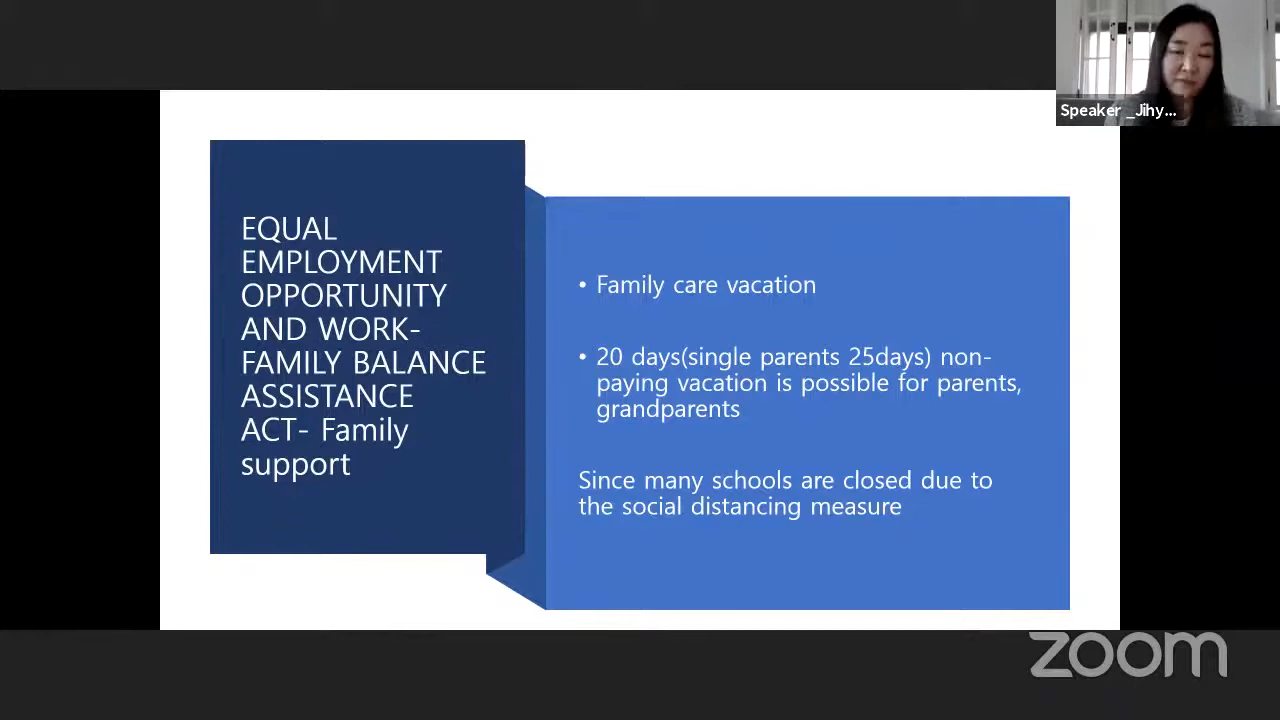 Speaker _Jihy...
EQUAL
EMPLOYMENT
OPPORTUNITY
AND WORK-
FAMILY BALANCE
ASSISTANCE
ACT- Family
support
• Family care vacation
• 20 days(single parents 25days) non-
paying vacation is possible for parents,
grandparents
Since many schools are closed due to
the social distancing measure
zoom